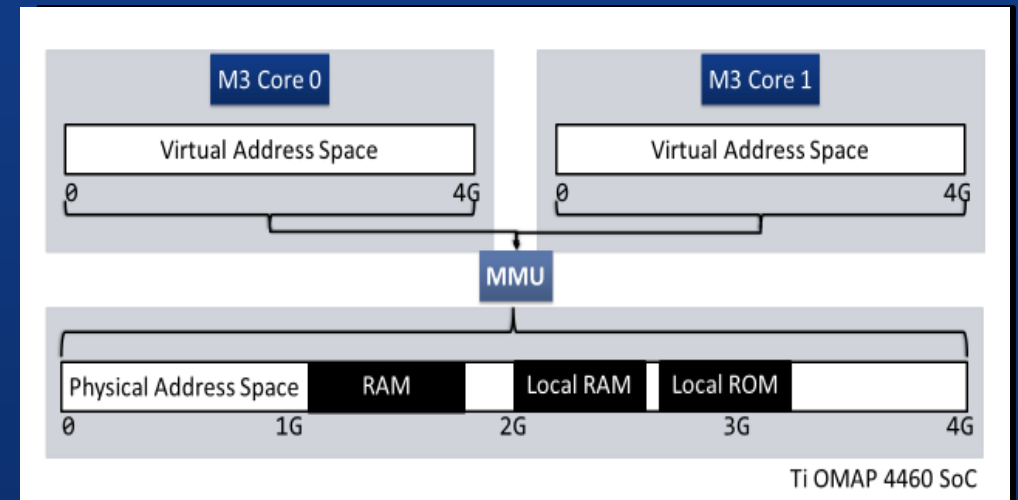 M3 Core 0
M3 Core 1
Virtual Address Space
Virtual Address Space
0 4G
0 4G
MMU
Physical Address Space RAM Local RAM Local ROM
0 1G 2G 3G 4G
Ti OMAP 4460 SoC